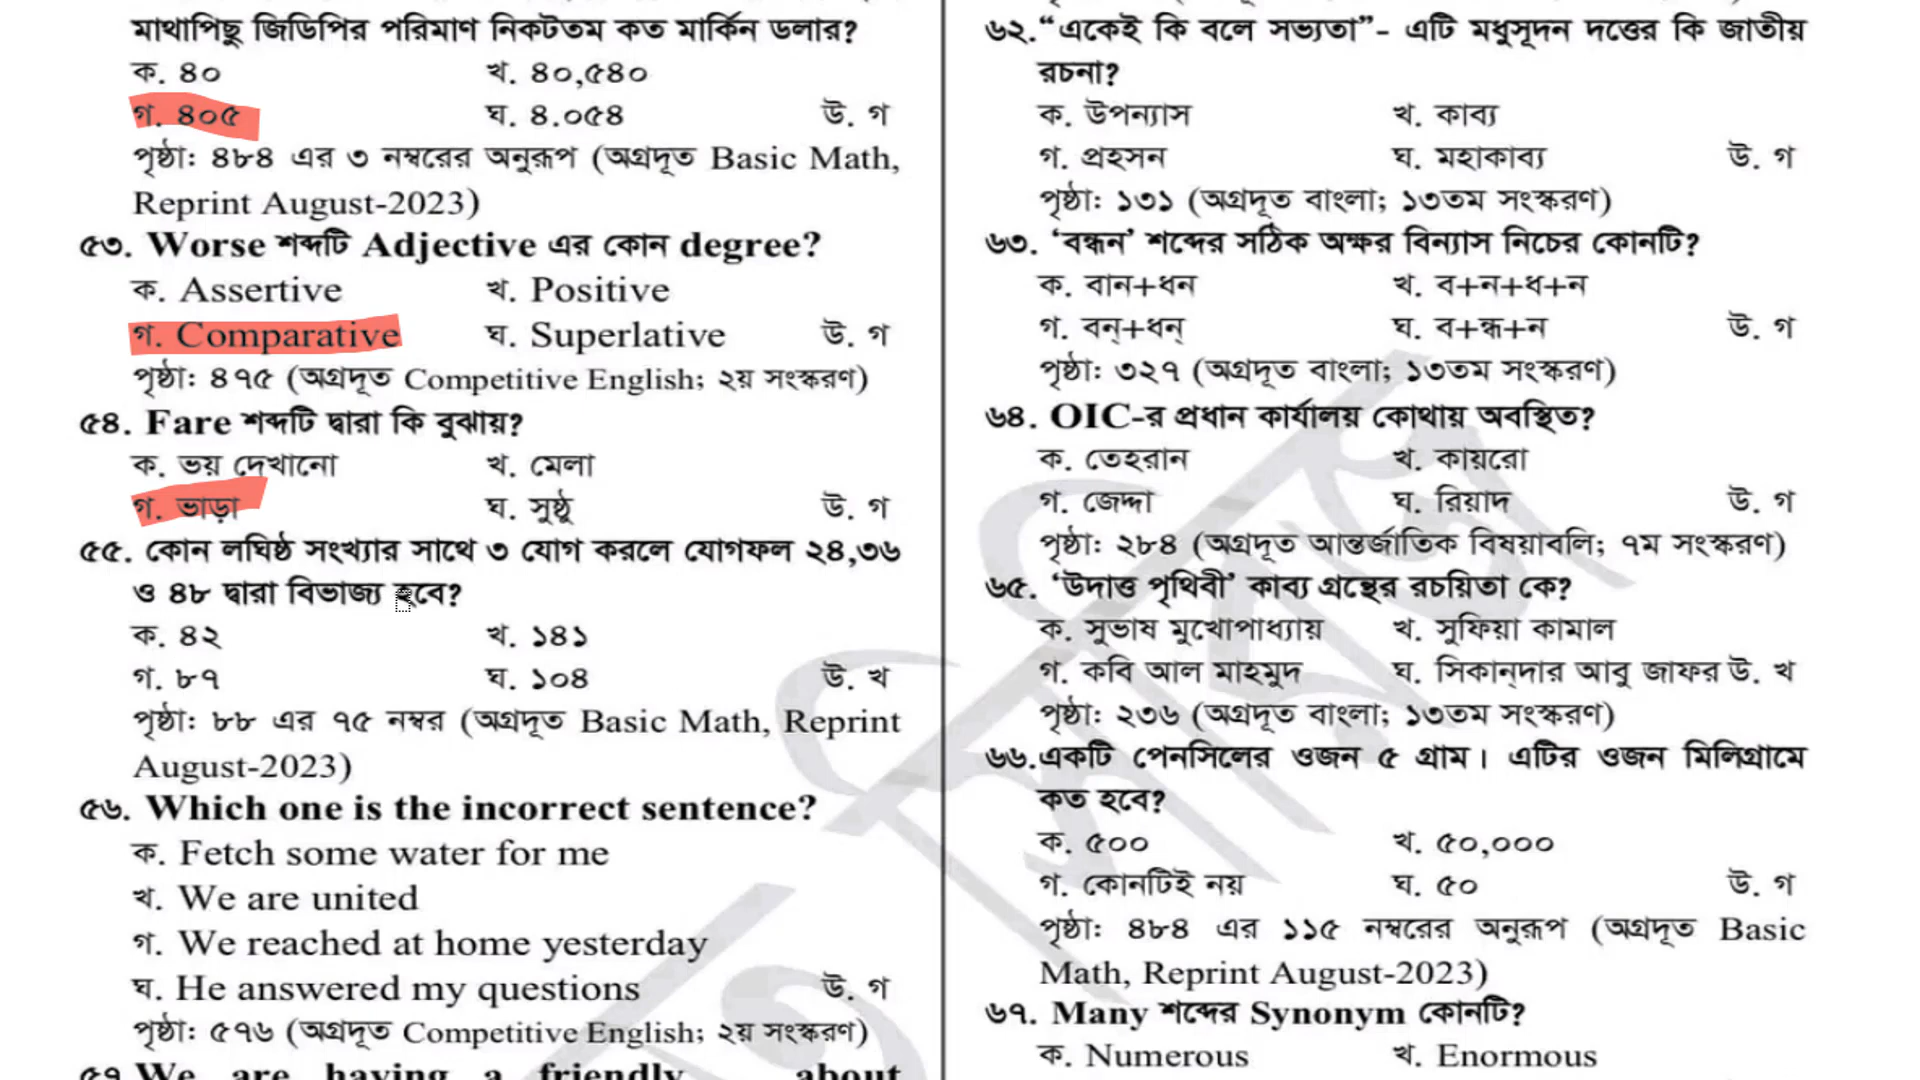 মাথাপিছু জিডিপির পরিমাণ নিকটতম কত মার্কিন ডলার?
ক. ৪০ খ. ৪০,৫৪০
গ. ৪০৫ ঘ. ৪.০৫৪ উ. গ
পৃষ্ঠা: ৪৮৪ এর ৩ নম্বরের অনুরূপ (অগ্রদূত Basic Math,
Reprint August-2023)
৫৩. Worse শব্দটি Adjective এর কোন degree?
ক. Assertive খ. Positive
গ. Comparative ঘ. Superlative উ. গ
পৃষ্ঠা: ৪৭৫ (অগ্রদূত Competitive English; ২য় সংস্করণ)
৫৪. Fare শব্দটি দ্বারা কি বুঝায়?
ক. ভয় দেখানো খ. মেলা
গ. ভাড়া ঘ. সুষ্ঠু উ. গ
৫৫. কোন লঘিষ্ঠ সংখ্যার সাথে ৩ যোগ করলে যোগফল ২৪,৩৬
ও ৪৮ দ্বারা বিভাজ্য হবে?
ক. ৪২ খ. ১৪১
গ. ৮৭ ঘ. ১০৪ উ. খ
পৃষ্ঠা: ৮৮ এর ৭৫ নম্বর (অগ্রদূত Basic Math, Reprint
August-2023)
৫৬. Which one is the incorrect sentence?
ক. Fetch some water for me
খ. We are united
গ. We reached at home yesterday
ঘ. He answered my questions উ. গ
পৃষ্ঠা: ৫৭৬ (অগ্রদূত Competitive English; ২য় সংস্করণ)
৫৭. We are having a friendly about
৬২. “একেই কি বলে সভ্যতা”- এটি মধুসূদন দত্তের কি জাতীয়
রচনা?
ক. উপন্যাস খ. কাব্য
গ. প্রহসন ঘ. মহাকাব্য উ. গ
পৃষ্ঠা: ১৩১ (অগ্রদূত বাংলা; ১৩তম সংস্করণ)
৬৩. ‘বন্ধন’ শব্দের সঠিক অক্ষর বিন্যাস নিচের কোনটি?
ক. বান+ধন খ. ব+ন+ধ+ন
গ. বন্+ধন্ ঘ. ব+ন্ধ+ন উ. গ
পৃষ্ঠা: ৩২৭ (অগ্রদূত বাংলা; ১৩তম সংস্করণ)
৬৪. OIC-র প্রধান কার্যালয় কোথায় অবস্থিত?
ক. তেহরান খ. কায়রো
গ. জেদ্দা ঘ. রিয়াদ উ. গ
পৃষ্ঠা: ২৮৪ (অগ্রদূত আন্তর্জাতিক বিষয়াবলি; ৭ম সংস্করণ)
৬৫. ‘উদাত্ত পৃথিবী’ কাব্য গ্রন্থের রচয়িতা কে?
ক. সুভাষ মুখোপাধ্যায় খ. সুফিয়া কামাল
গ. কবি আল মাহমুদ ঘ. সিকান্‌দার আবু জাফর উ. খ
পৃষ্ঠা: ২৩৬ (অগ্রদূত বাংলা; ১৩তম সংস্করণ)
৬৬.একটি পেনসিলের ওজন ৫ গ্রাম। এটির ওজন মিলিগ্রামে
কত হবে?
ক. ৫০০ খ. ৫০,০০০
গ. কোনটিই নয় ঘ. ৫০ উ. গ
পৃষ্ঠা: ৪৮৪ এর ১১৫ নম্বরের অনুরূপ (অগ্রদূত Basic
Math, Reprint August-2023)
৬৭. Many শব্দের Synonym কোনটি?
ক. Numerous খ. Enormous